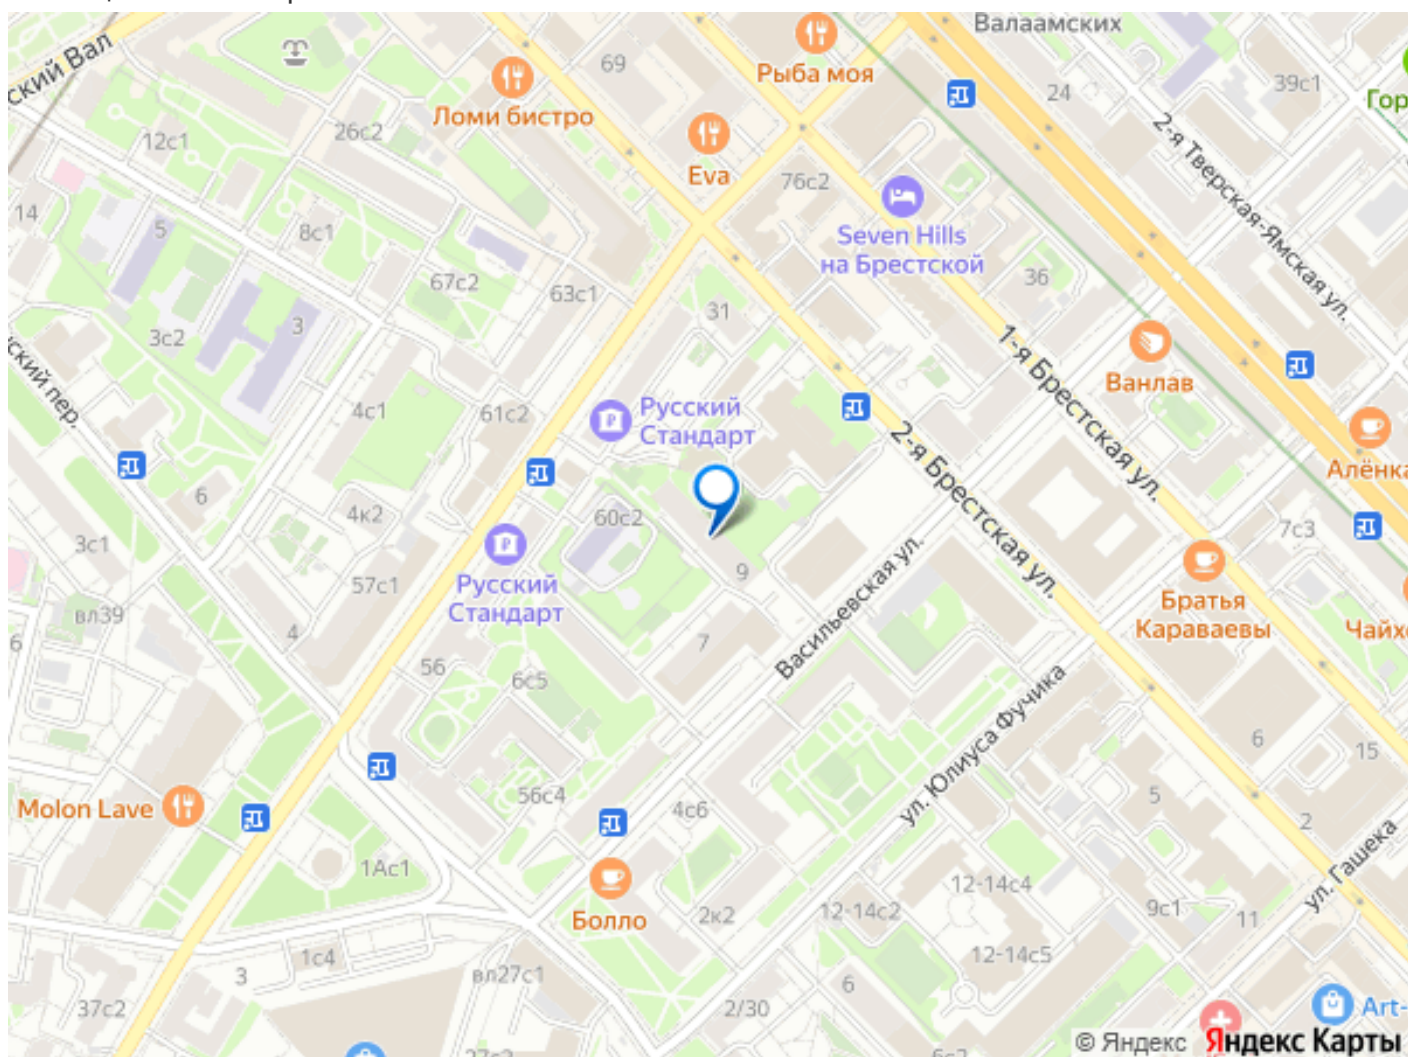 Валаамских
ский Вал
69
Рыба моя
24
39с1
Гор
Ломи бистро
2-я Тверская-Ямская ул.
26с2
12с1
Eva
76с2
14
5
8с1
Seven Hills
на Брестской
67с2
63с1
36
31
3с2
3
1-я Брестская ул.
ский пер.
Ванлав
4с1
61с2
Русский
Стандарт
2-я Брестская ул.
Алёнка
6
4к2
60с2
7с3
3с1
9
Русский
Стандарт
57с1
Васильевская ул.
Братья
Караваевы
вл39
Чайх
6
4
7
56
6с5
ул. Юлиуса Фучика
6
15
56с4
5
4с6
Molon Lave
2
1Ас1
ул. Гашека
12-14с4
Болло
2к2
12-14с2
9с1
11
1с4
12-14с5
3
вл27с1
6
37с2
2/30
Art-
© Яндекс Яндекс Карты